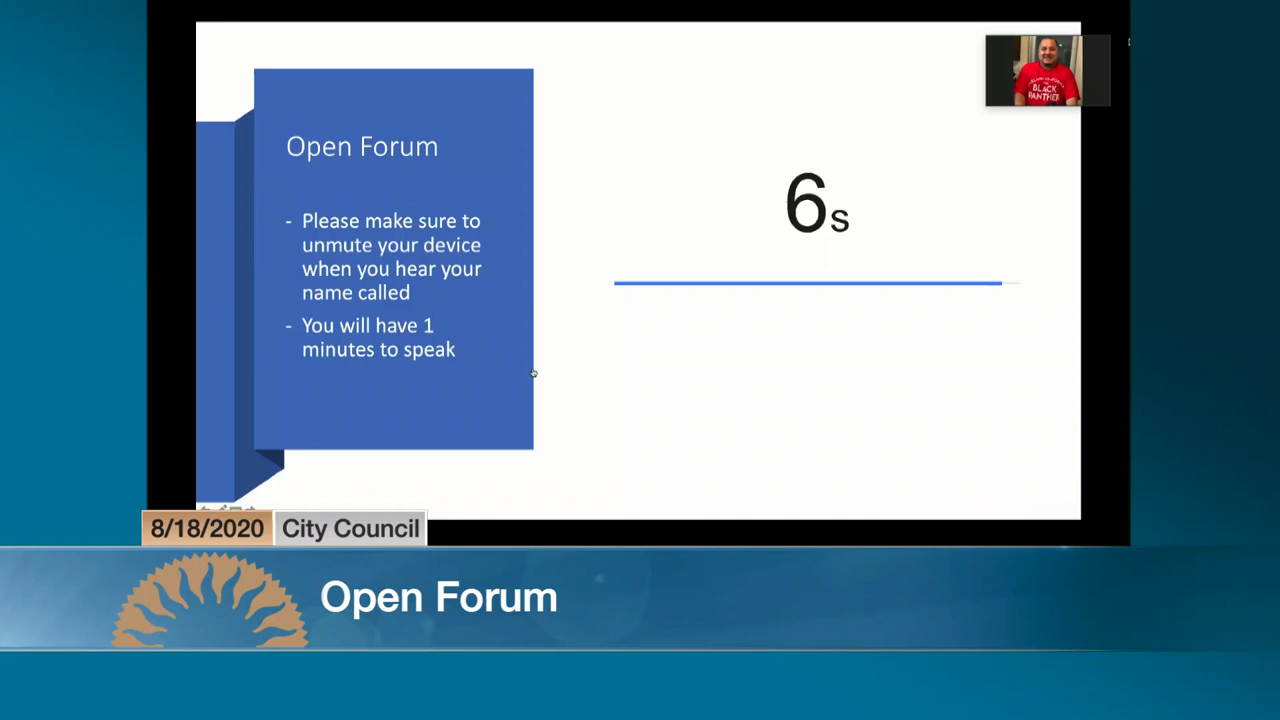 Open Forum
- Please make sure to
unmute your device
when you hear your
name called
- You will have 1
minutes to speak
6s
BLACK
PANTHER
8/18/2020 City Council
Open Forum